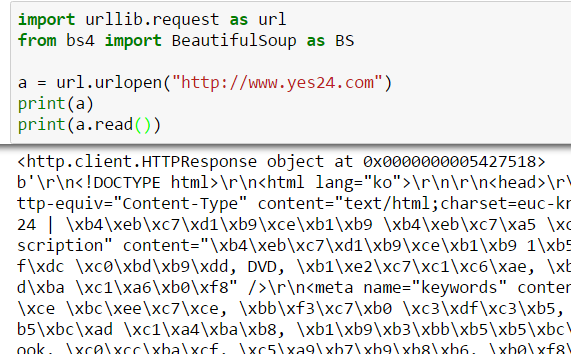 import urllib.request as url
from bs4 import BeautifulSoup as BS
a = url.urlopen("http://www.yes24.com")
print(a)
print(a.read())
<http.client.HTTPResponse object at 0x0000000005427518>
b'\r\n<!DOCTYPE html>\r\n<html lang="ko">\r\n\r\n<head>\r\
ttp-equiv="Content-Type" content="text/html;charset=euc-kr
24 | \xb4\xeb\xc7\xd1\xb9\xce\xb1\xb9 \xb4\xeb\xc7\xa5 \xc
scription" content="\xb4\xeb\xc7\xd1\xb9\xce\xb1\xb9 1\xb5
f\xdc \xc0\xbd\xb9\xdd, DVD, \xb1\xe2\xc7\xc1\xc6\xae, \xb
d\xba \xc1\xa6\xb0\xf8" />\r\n<meta name="keywords" conten
\xce \xbc\xee\xc7\xce, \xbb\xf3\xc7\xb0 \xc3\xdf\xc3\xb5,
b5\xbc\xad \xc1\xa4\xba\xb8, \xb1\xb9\xb3\xbb\xb5\xb5\xbc\
ook, \xc0\xcc\xba\xcf, \xc5\xa9\xb7\xb9\xb8\xb6, \xb0\xf8\